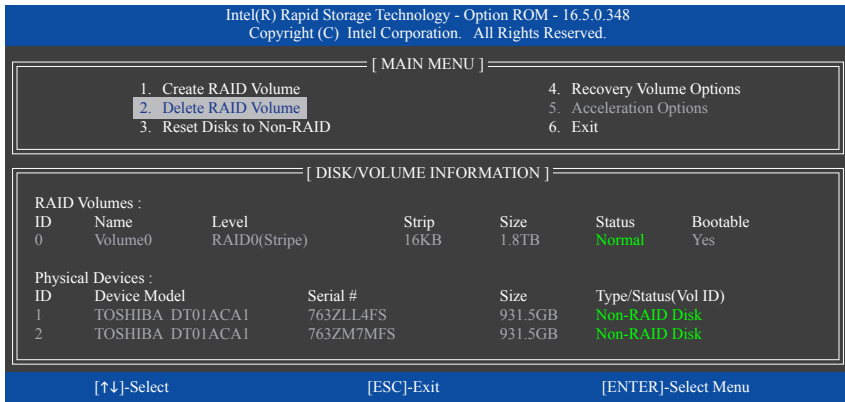 Intel(R) Rapid Storage Technology - Option ROM - 16.5.0.348
Copyright (C) Intel Corporation. All Rights Reserved.
[ MAIN MENU ]
1. Create RAID Volume
2. Delete RAID Volume
3. Reset Disks to Non-RAID
4. Recovery Volume Options
5. Acceleration Options
6. Exit
[ DISK/VOLUME INFORMATION ]
RAID Volumes :
ID Name Level Strip Size Status Bootable
0 Volume0 RAID0(Stripe) 16KB 1.8TB Normal Yes
Physical Devices :
ID Device Model Serial # Size Type/Status(Vol ID)
1 TOSHIBA DT01ACA1 763ZLL4FS 931.5GB Non-RAID Disk
2 TOSHIBA DT01ACA1 763ZM7MFS 931.5GB Non-RAID Disk
[↑↓]-Select [ESC]-Exit [ENTER]-Select Menu